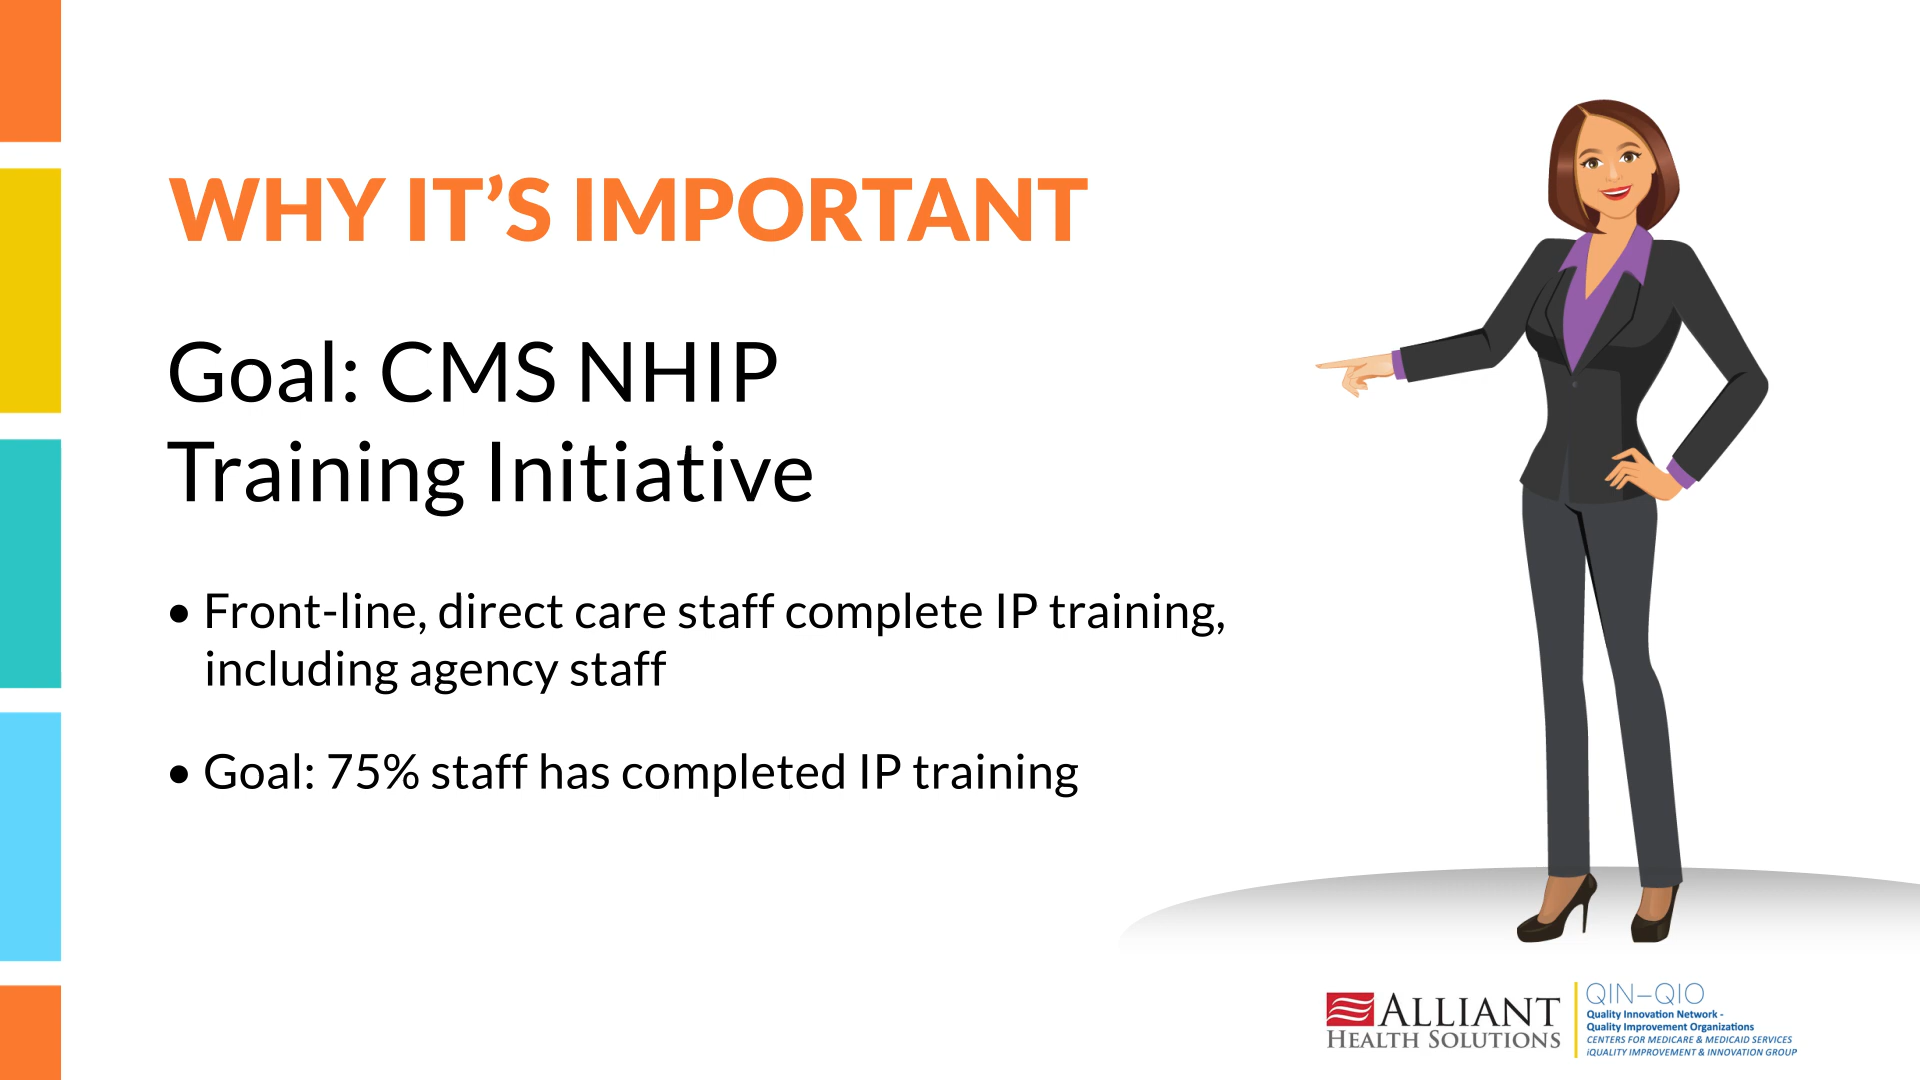 WHY IT’S IMPORTANT
Goal: CMS NHIP
Training Initiative
• Front-line, direct care staff complete IP training,
including agency staff
• Goal: 75% staff has completed IP training
ALLIANT
HEALTH SOLUTIONS
QIN–QIO
Quality Innovation Network -
Quality Improvement Organizations
CENTERS FOR MEDICARE & MEDICAID SERVICES
iQUALITY IMPROVEMENT & INNOVATION GROUP